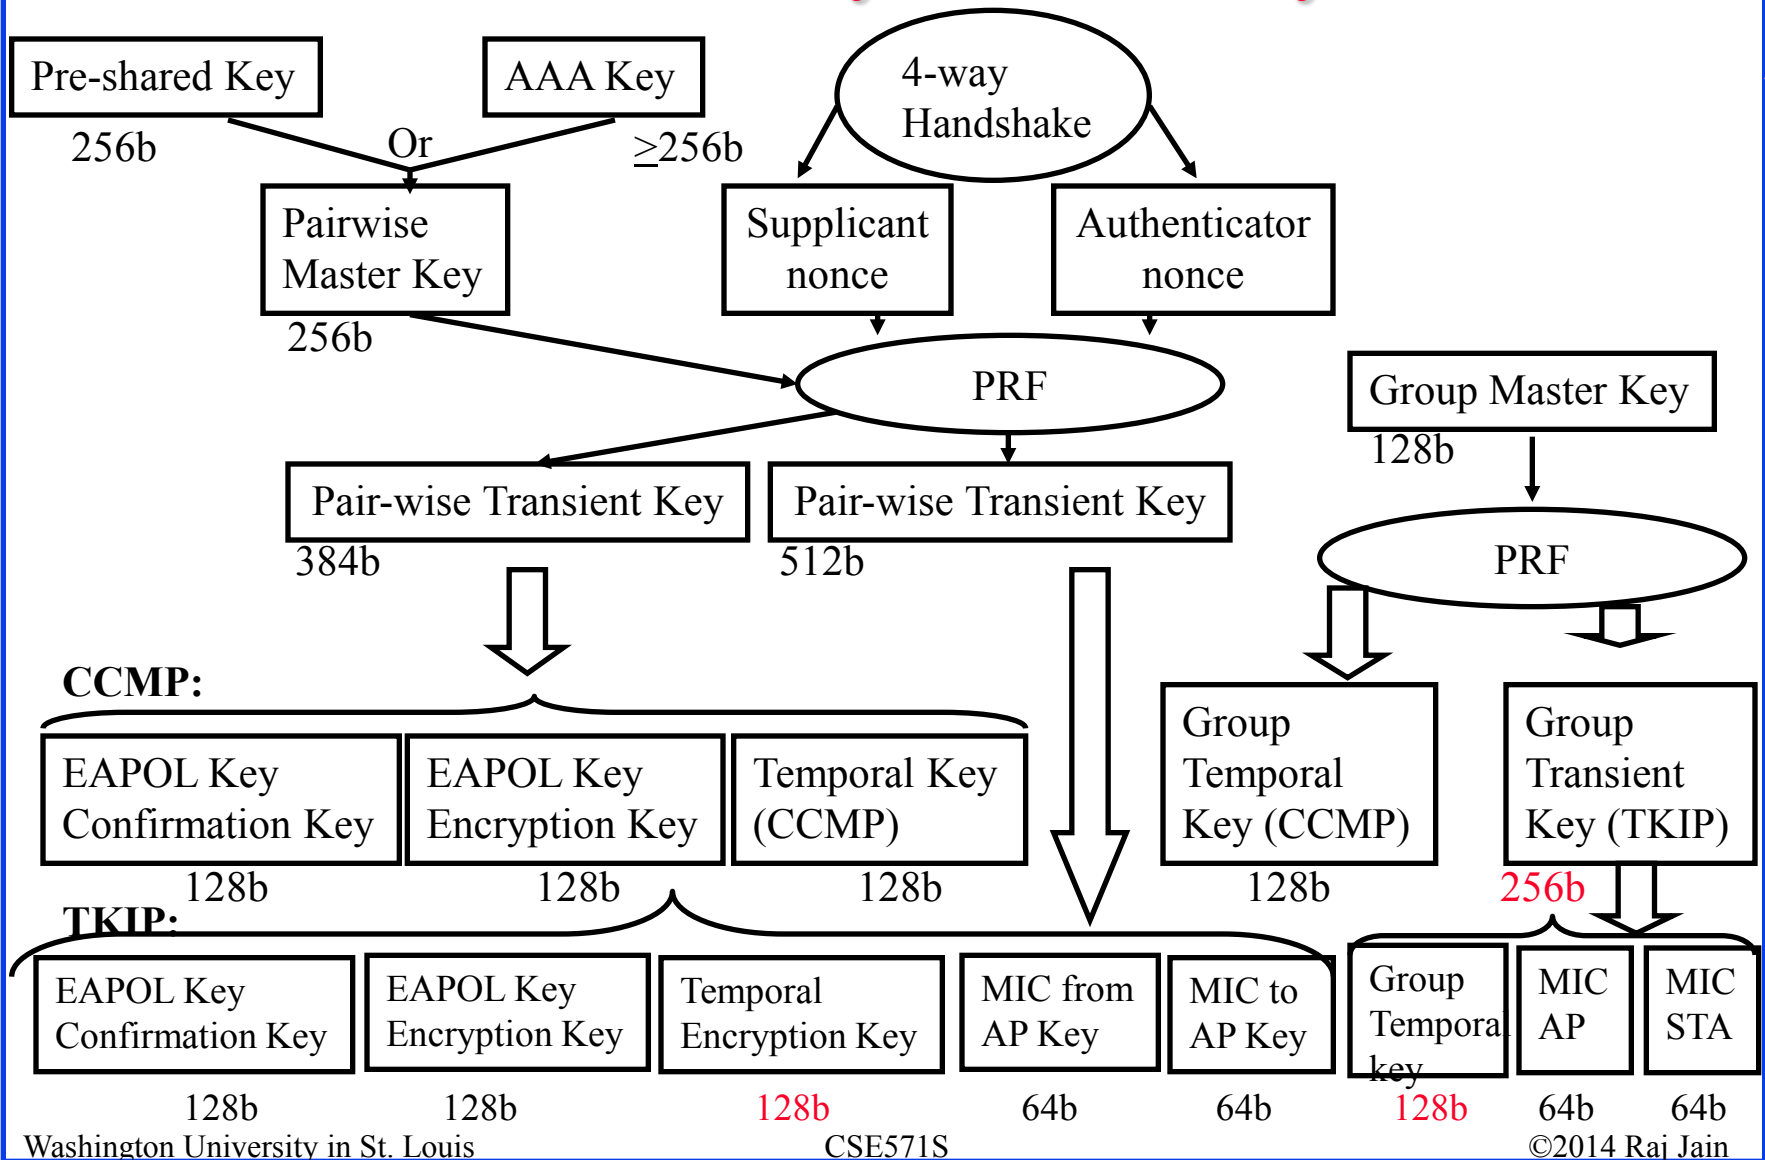 Pre-shared Key
256b
Or
AAA Key
≥256b
4-way
Handshake
Pairwise
Master Key
256b
Supplicant
nonce
Authenticator
nonce
PRF
Group Master Key
128b
Pair-wise Transient Key
384b
Pair-wise Transient Key
512b
PRF
CCMP:
EAPOL Key
Confirmation Key
128b
EAPOL Key
Encryption Key
128b
Temporal Key
(CCMP)
128b
Group
Temporal
Key (CCMP)
128b
Group
Transient
Key (TKIP)
256b
TKIP:
EAPOL Key
Confirmation Key
128b
EAPOL Key
Encryption Key
128b
Temporal
Encryption Key
128b
MIC from
AP Key
64b
MIC to
AP Key
64b
Group
Temporal
key
128b
MIC
AP
64b
MIC
STA
64b
Washington University in St. Louis
CSE571S
©2014 Raj Jain